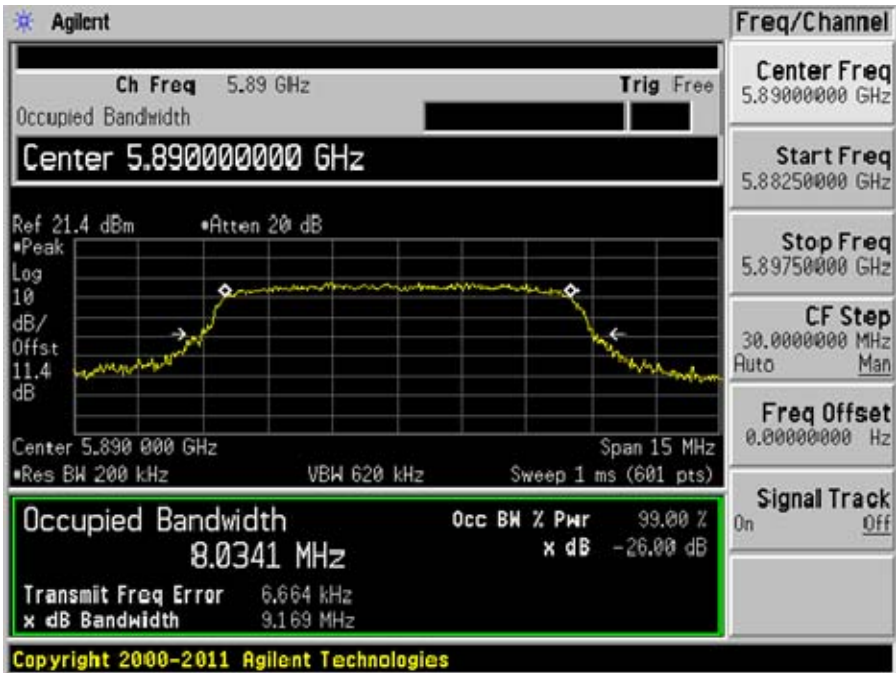 Agilent
Freq/Channel
Ch Freq 5.89 GHz
Trig Free
Occupied Bandwidth
Center 5.890000000 GHz
Ref 21.4 dBm
•Atten 20 dB
•Peak
Log
10
dB/
Offst
11.4
dB
Center 5.890 000 GHz
Span 15 MHz
•Res BW 200 kHz
VBW 620 kHz
Sweep 1 ms (601 pts)
Occupied Bandwidth
8.0341 MHz
Occ BW % Pwr 99.00 %
x dB -26.00 dB
Transmit Freq Error 6.664 kHz
x dB Bandwidth 9.169 MHz
Copyright 2000-2011 Agilent Technologies
Center Freq
5.89000000 GHz
Start Freq
5.88250000 GHz
Stop Freq
5.89750000 GHz
CF Step
30.0000000 MHz
Auto Man
Freq Offset
0.00000000 Hz
Signal Track
On Off